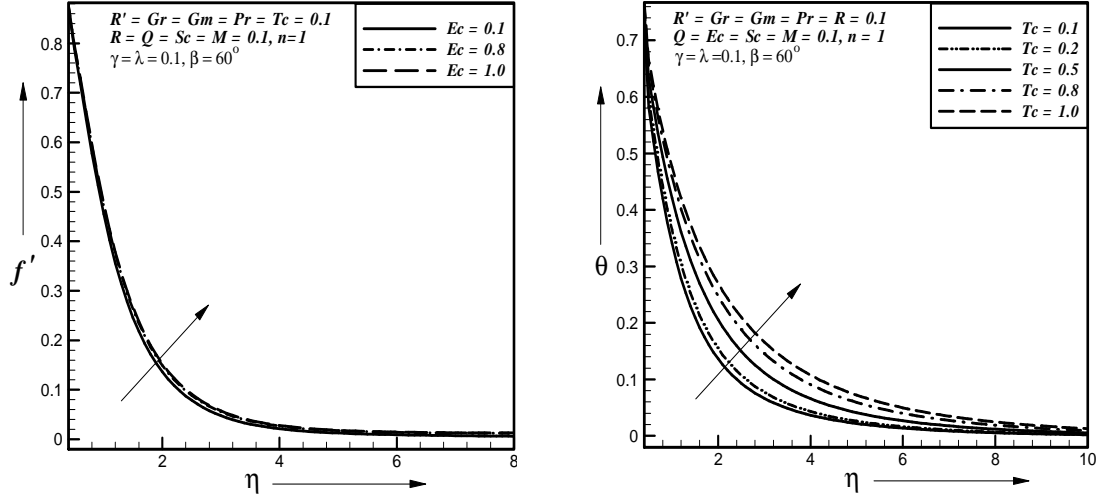 R' = Gr = Gm = Pr = Tc = 0.1
R = Q = Sc = M = 0.1, n=1
γ = λ = 0.1, β = 60°
Ec = 0.1
Ec = 0.8
Ec = 1.0
0.8
0.7
0.6
0.5
0.4
0.3
0.2
0.1
0
f'
2
4
6
8
η
R' = Gr = Gm = Pr = R = 0.1
Q = Ec = Sc = M = 0.1, n = 1
γ = λ =0.1, β = 60°
Tc = 0.1
Tc = 0.2
Tc = 0.5
Tc = 0.8
Tc = 1.0
0.7
0.6
0.5
0.4
0.3
0.2
0.1
0
θ
2
4
6
8
10
η